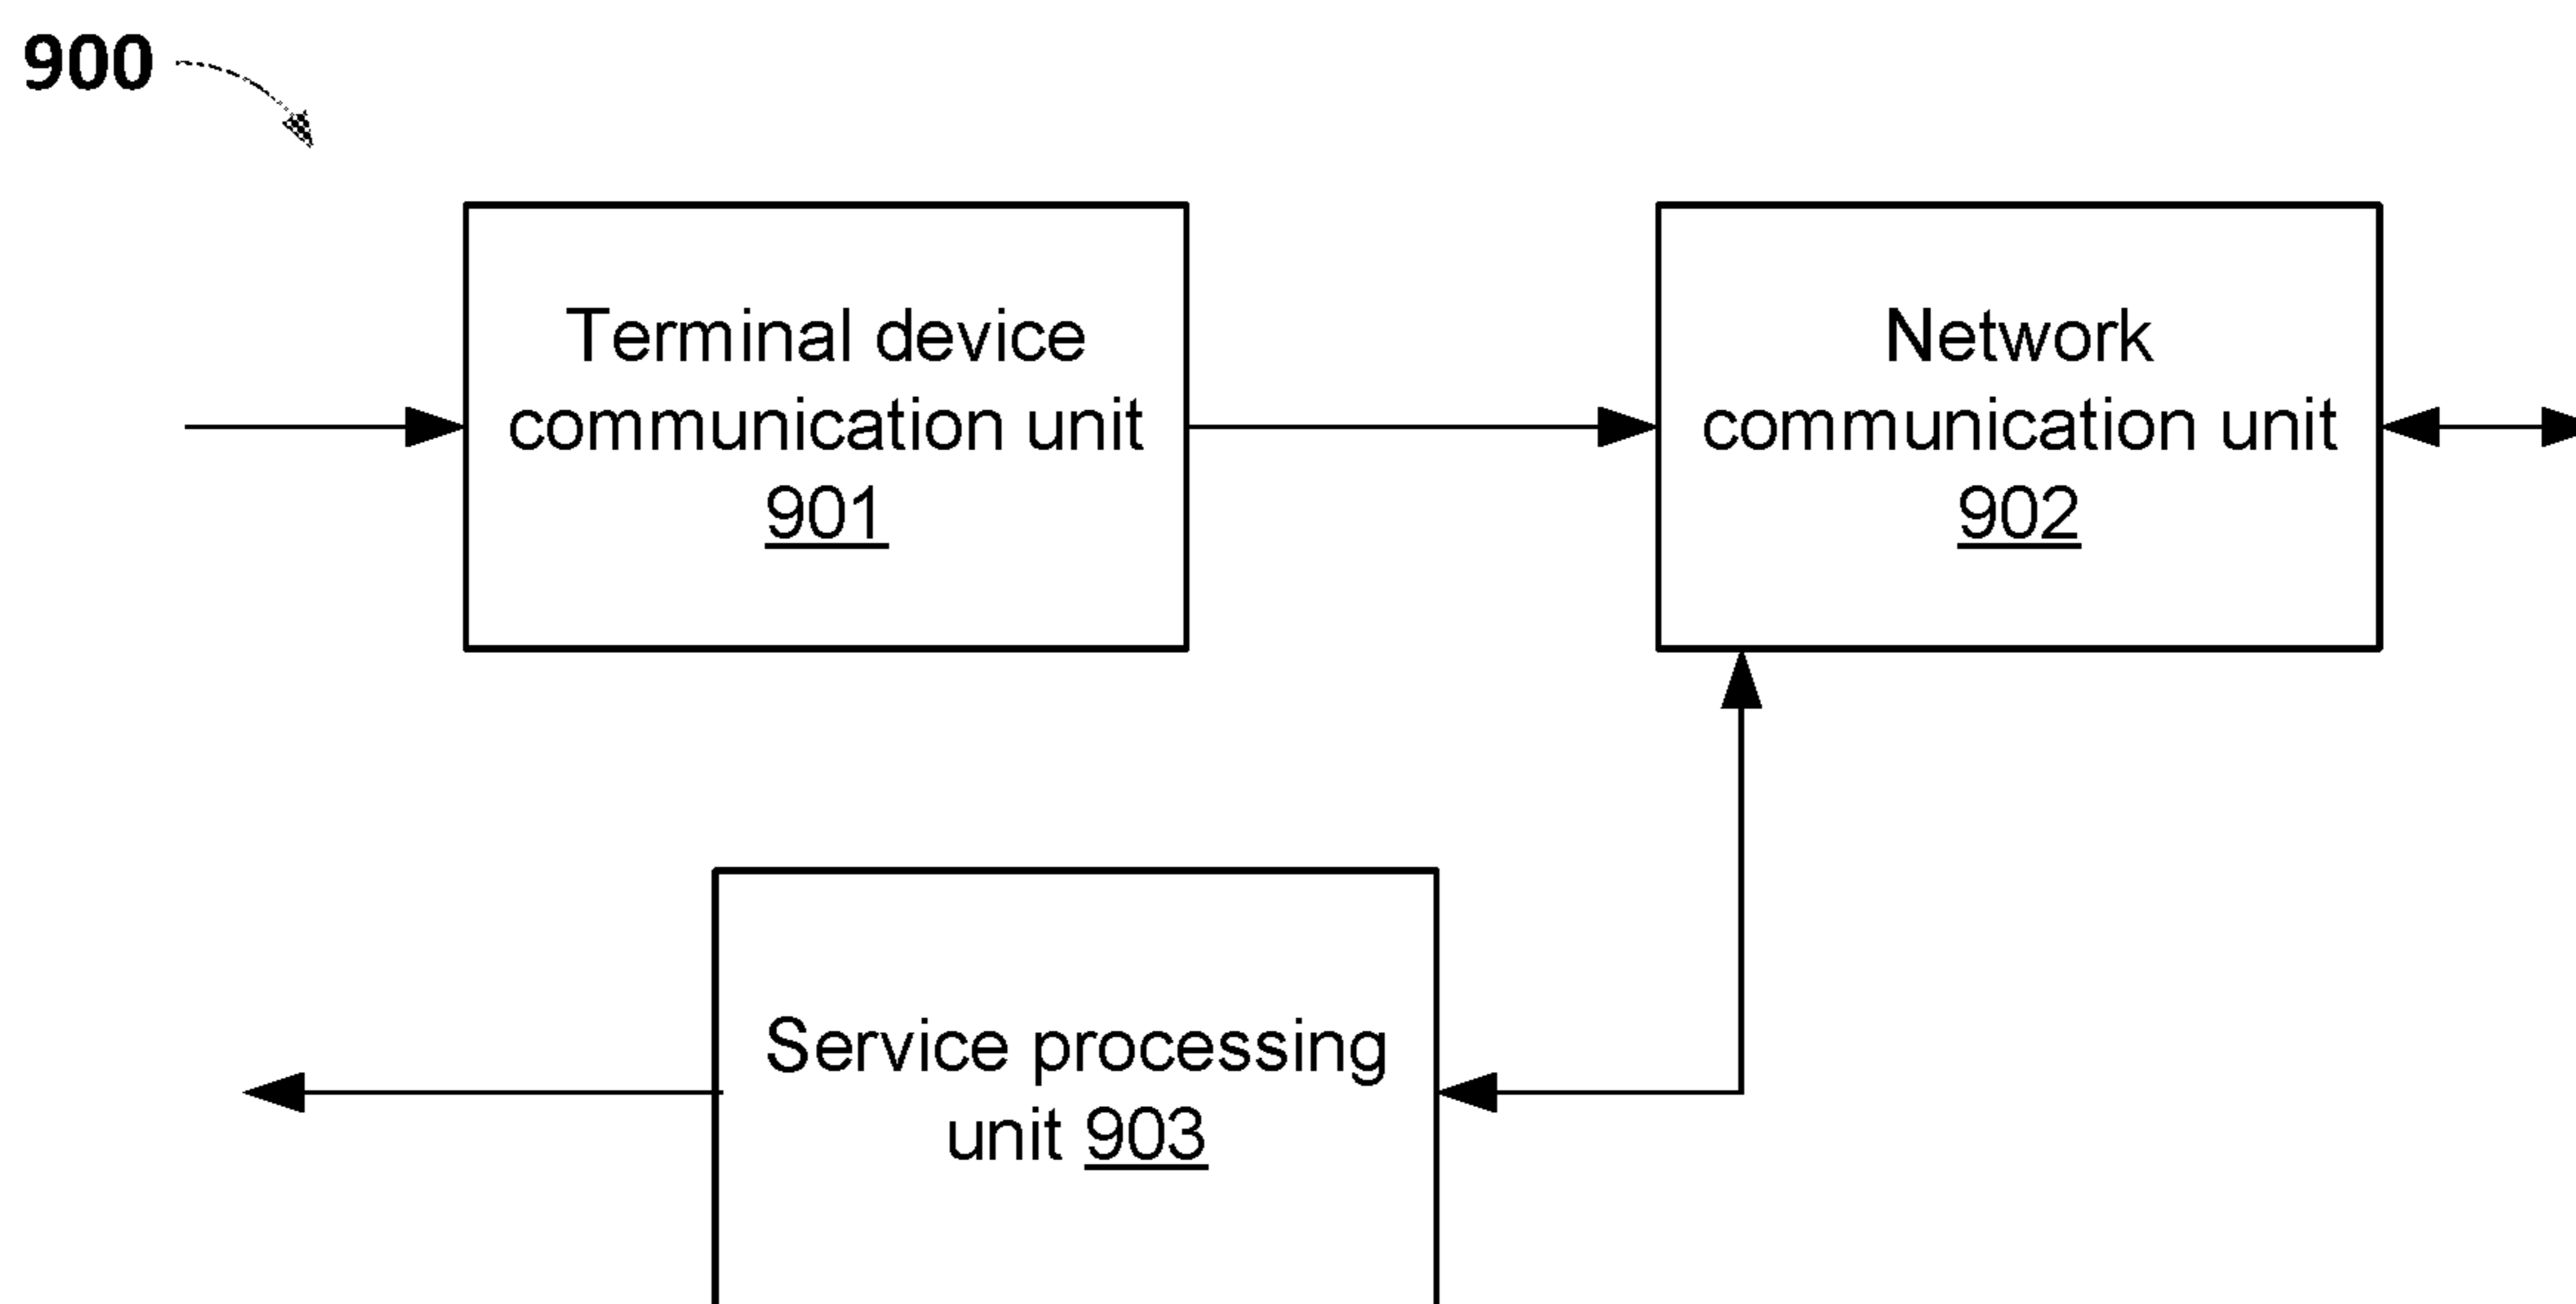 900
Terminal device
communication unit
901
Network
communication unit
902
Service processing
unit 903